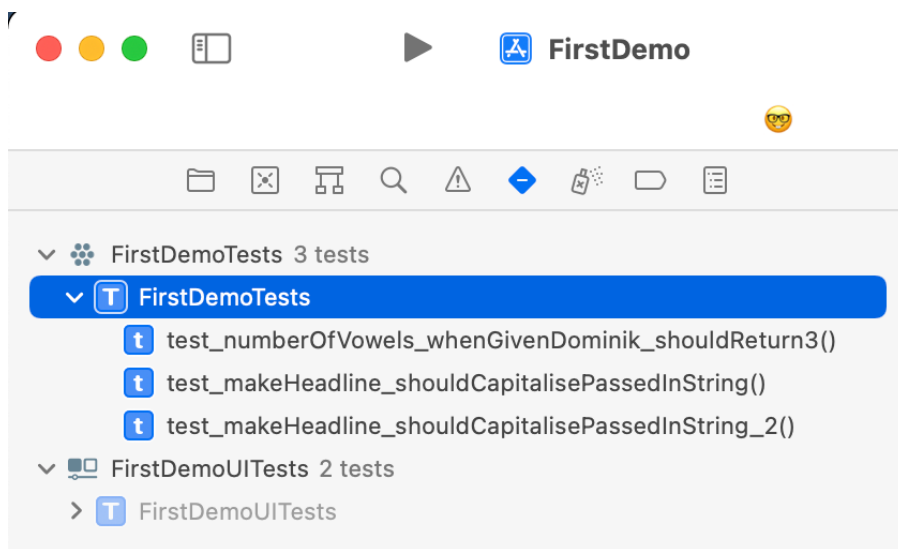 FirstDemo
FirstDemoTests 3 tests
T FirstDemoTests
t test_numberOfVowels_whenGivenDominik_shouldReturn3()
t test_makeHeadline_shouldCapitalisePassedInString()
t test_makeHeadline_shouldCapitalisePassedInString_2()
FirstDemoUITests 2 tests
T FirstDemoUITests